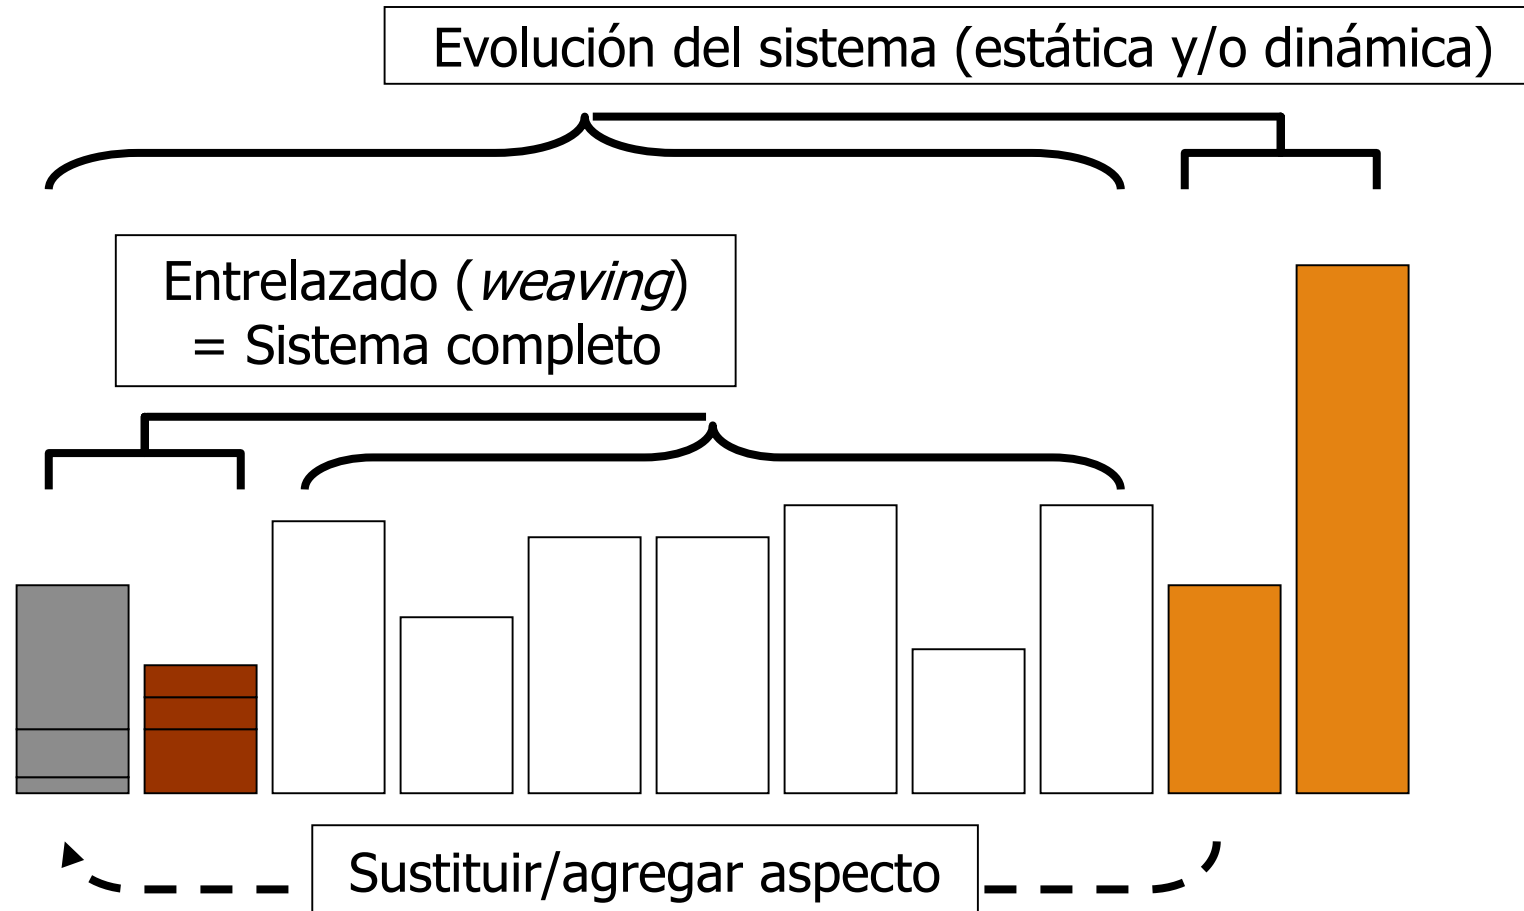 Evolución del sistema (estática y/o dinámica)
Entrelazado (weaving)
= Sistema completo
Sustituir/agregar aspecto